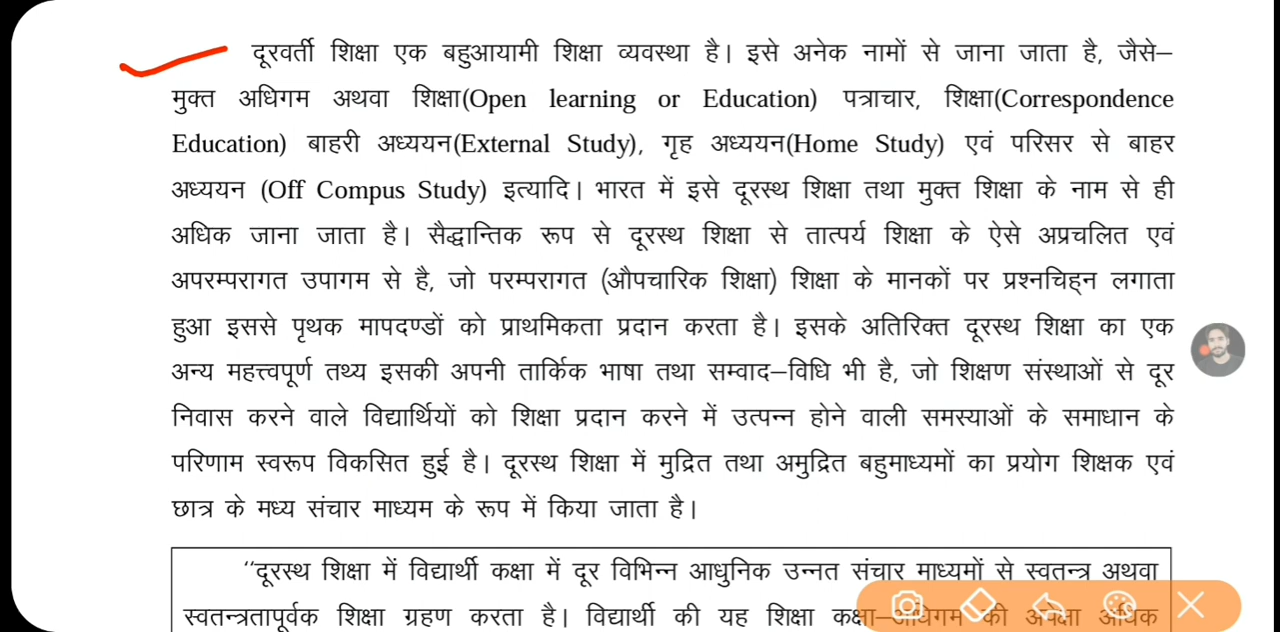 दूरवर्ती शिक्षा एक बहुआयामी शिक्षा व्यवस्था है। इसे अनेक नामों से जाना जाता है, जैसे–
मुक्त अधिगम अथवा शिक्षा(Open learning or Education) पत्राचार, शिक्षा(Correspondence
Education) बाहरी अध्ययन(External Study), गृह अध्ययन(Home Study) एवं परिसर से बाहर
अध्ययन (Off Compus Study) इत्यादि। भारत में इसे दूरस्थ शिक्षा तथा मुक्त शिक्षा के नाम से ही
अधिक जाना जाता है। सैद्धान्तिक रूप से दूरस्थ शिक्षा से तात्पर्य शिक्षा के ऐसे अप्रचलित एवं
अपरम्परागत उपागम से है, जो परम्परागत (औपचारिक शिक्षा) शिक्षा के मानकों पर प्रश्नचिह्न लगाता
हुआ इससे पृथक मापदण्डों को प्राथमिकता प्रदान करता है। इसके अतिरिक्त दूरस्थ शिक्षा का एक
अन्य महत्त्वपूर्ण तथ्य इसकी अपनी तार्किक भाषा तथा सम्वाद–विधि भी है, जो शिक्षण संस्थाओं से दूर
निवास करने वाले विद्यार्थियों को शिक्षा प्रदान करने में उत्पन्न होने वाली समस्याओं के समाधान के
परिणाम स्वरूप विकसित हुई है। दूरस्थ शिक्षा में मुद्रित तथा अमुद्रित बहुमाध्यमों का प्रयोग शिक्षक एवं
छात्र के मध्य संचार माध्यम के रूप में किया जाता है।
‘‘दूरस्थ शिक्षा में विद्यार्थी कक्षा में दूर विभिन्न आधुनिक उन्नत संचार माध्यमों से स्वतन्त्र अथवा
स्वतन्त्रतापूर्वक शिक्षा ग्रहण करता है। विद्यार्थी की यह शिक्षा कक्षा–अधिगम की अपेक्षा अधिक